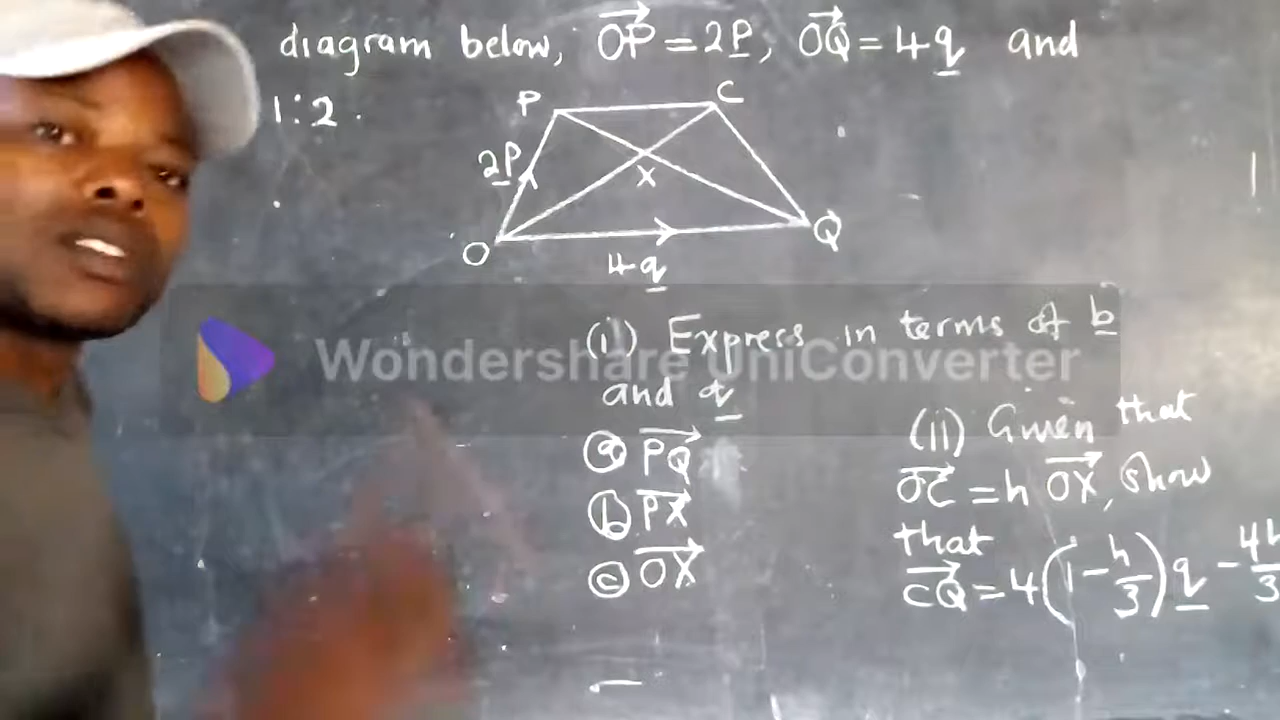 diagram below, OP = 2p, OQ = 4q and
1:2.
P
C
2p
X
O
Q
4q
(i) Express in terms of b
and q
(a) PQ
(b) PX
(c) OX
(ii) Given that
OC = h OX, show
that
CQ = 4(1 - h/3)q - 4h/3
Wondershare UniConverter